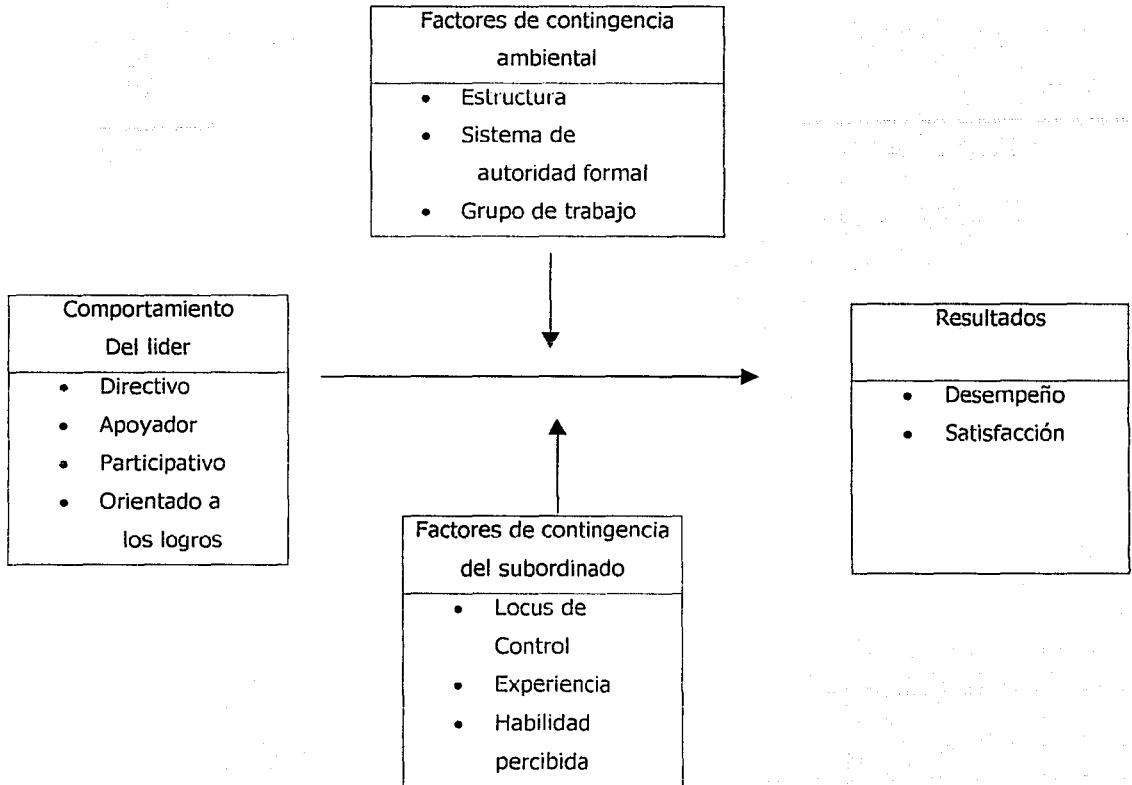 Factores de contingencia
ambiental
• Estructura
• Sistema de
autoridad formal
• Grupo de trabajo
Comportamiento
Del lider
• Directivo
• Apoyador
• Participativo
• Orientado a
los logros
Resultados
• Desempeño
• Satisfacción
Factores de contingencia
del subordinado
• Locus de
Control
• Experiencia
• Habilidad
percibida